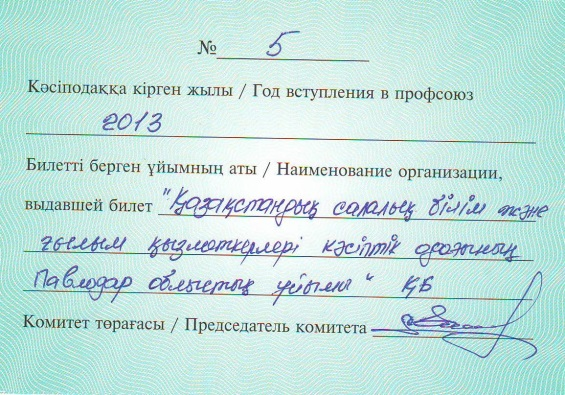 № 5
Кәсіподаққа кірген жылы / Год вступления в профсоюз
2013
Билетті берген ұйымның аты / Наименование организации,
выдавшей билет "Қазақстандық салалық білім және
ғылым қызметкерлері кәсіптік одағының
Павлодар облыстық ұйымы" ҚБ
Комитет төрағасы / Председатель комитета